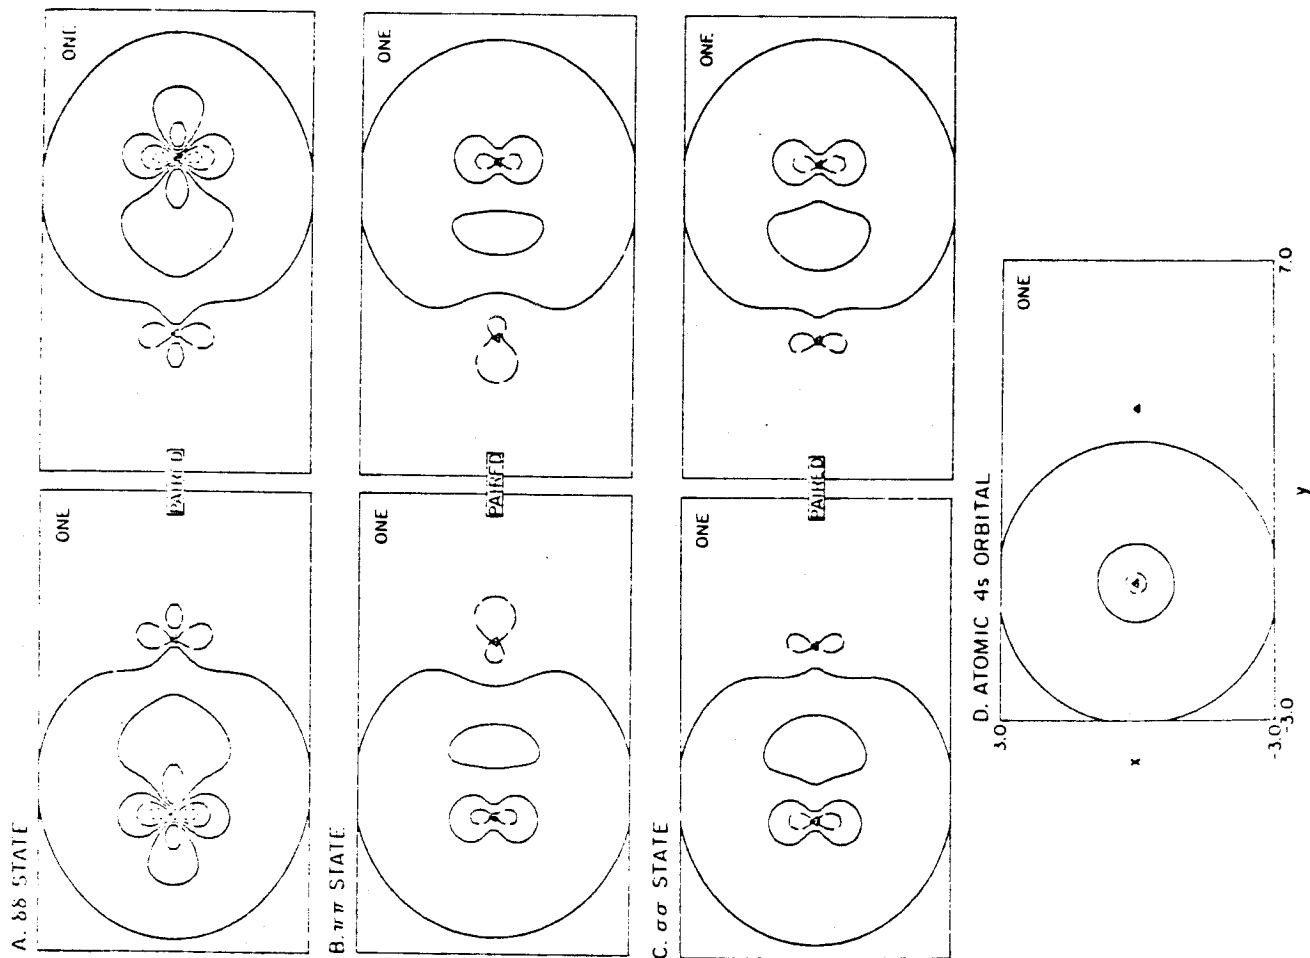 A. δδ STATE
ONE
PAIRED
ONE
B. ππ STATE
ONE
PAIRED
ONE
C. σσ STATE
ONE
PAIRED
ONE
D. ATOMIC 4s ORBITAL
ONE
3.0
x
-3.0
-3.0
y
7.0